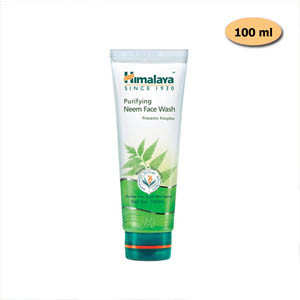 100 ml
Himalaya
SINCE 1930
Purifying
Neem Face Wash
Prevents Pimples